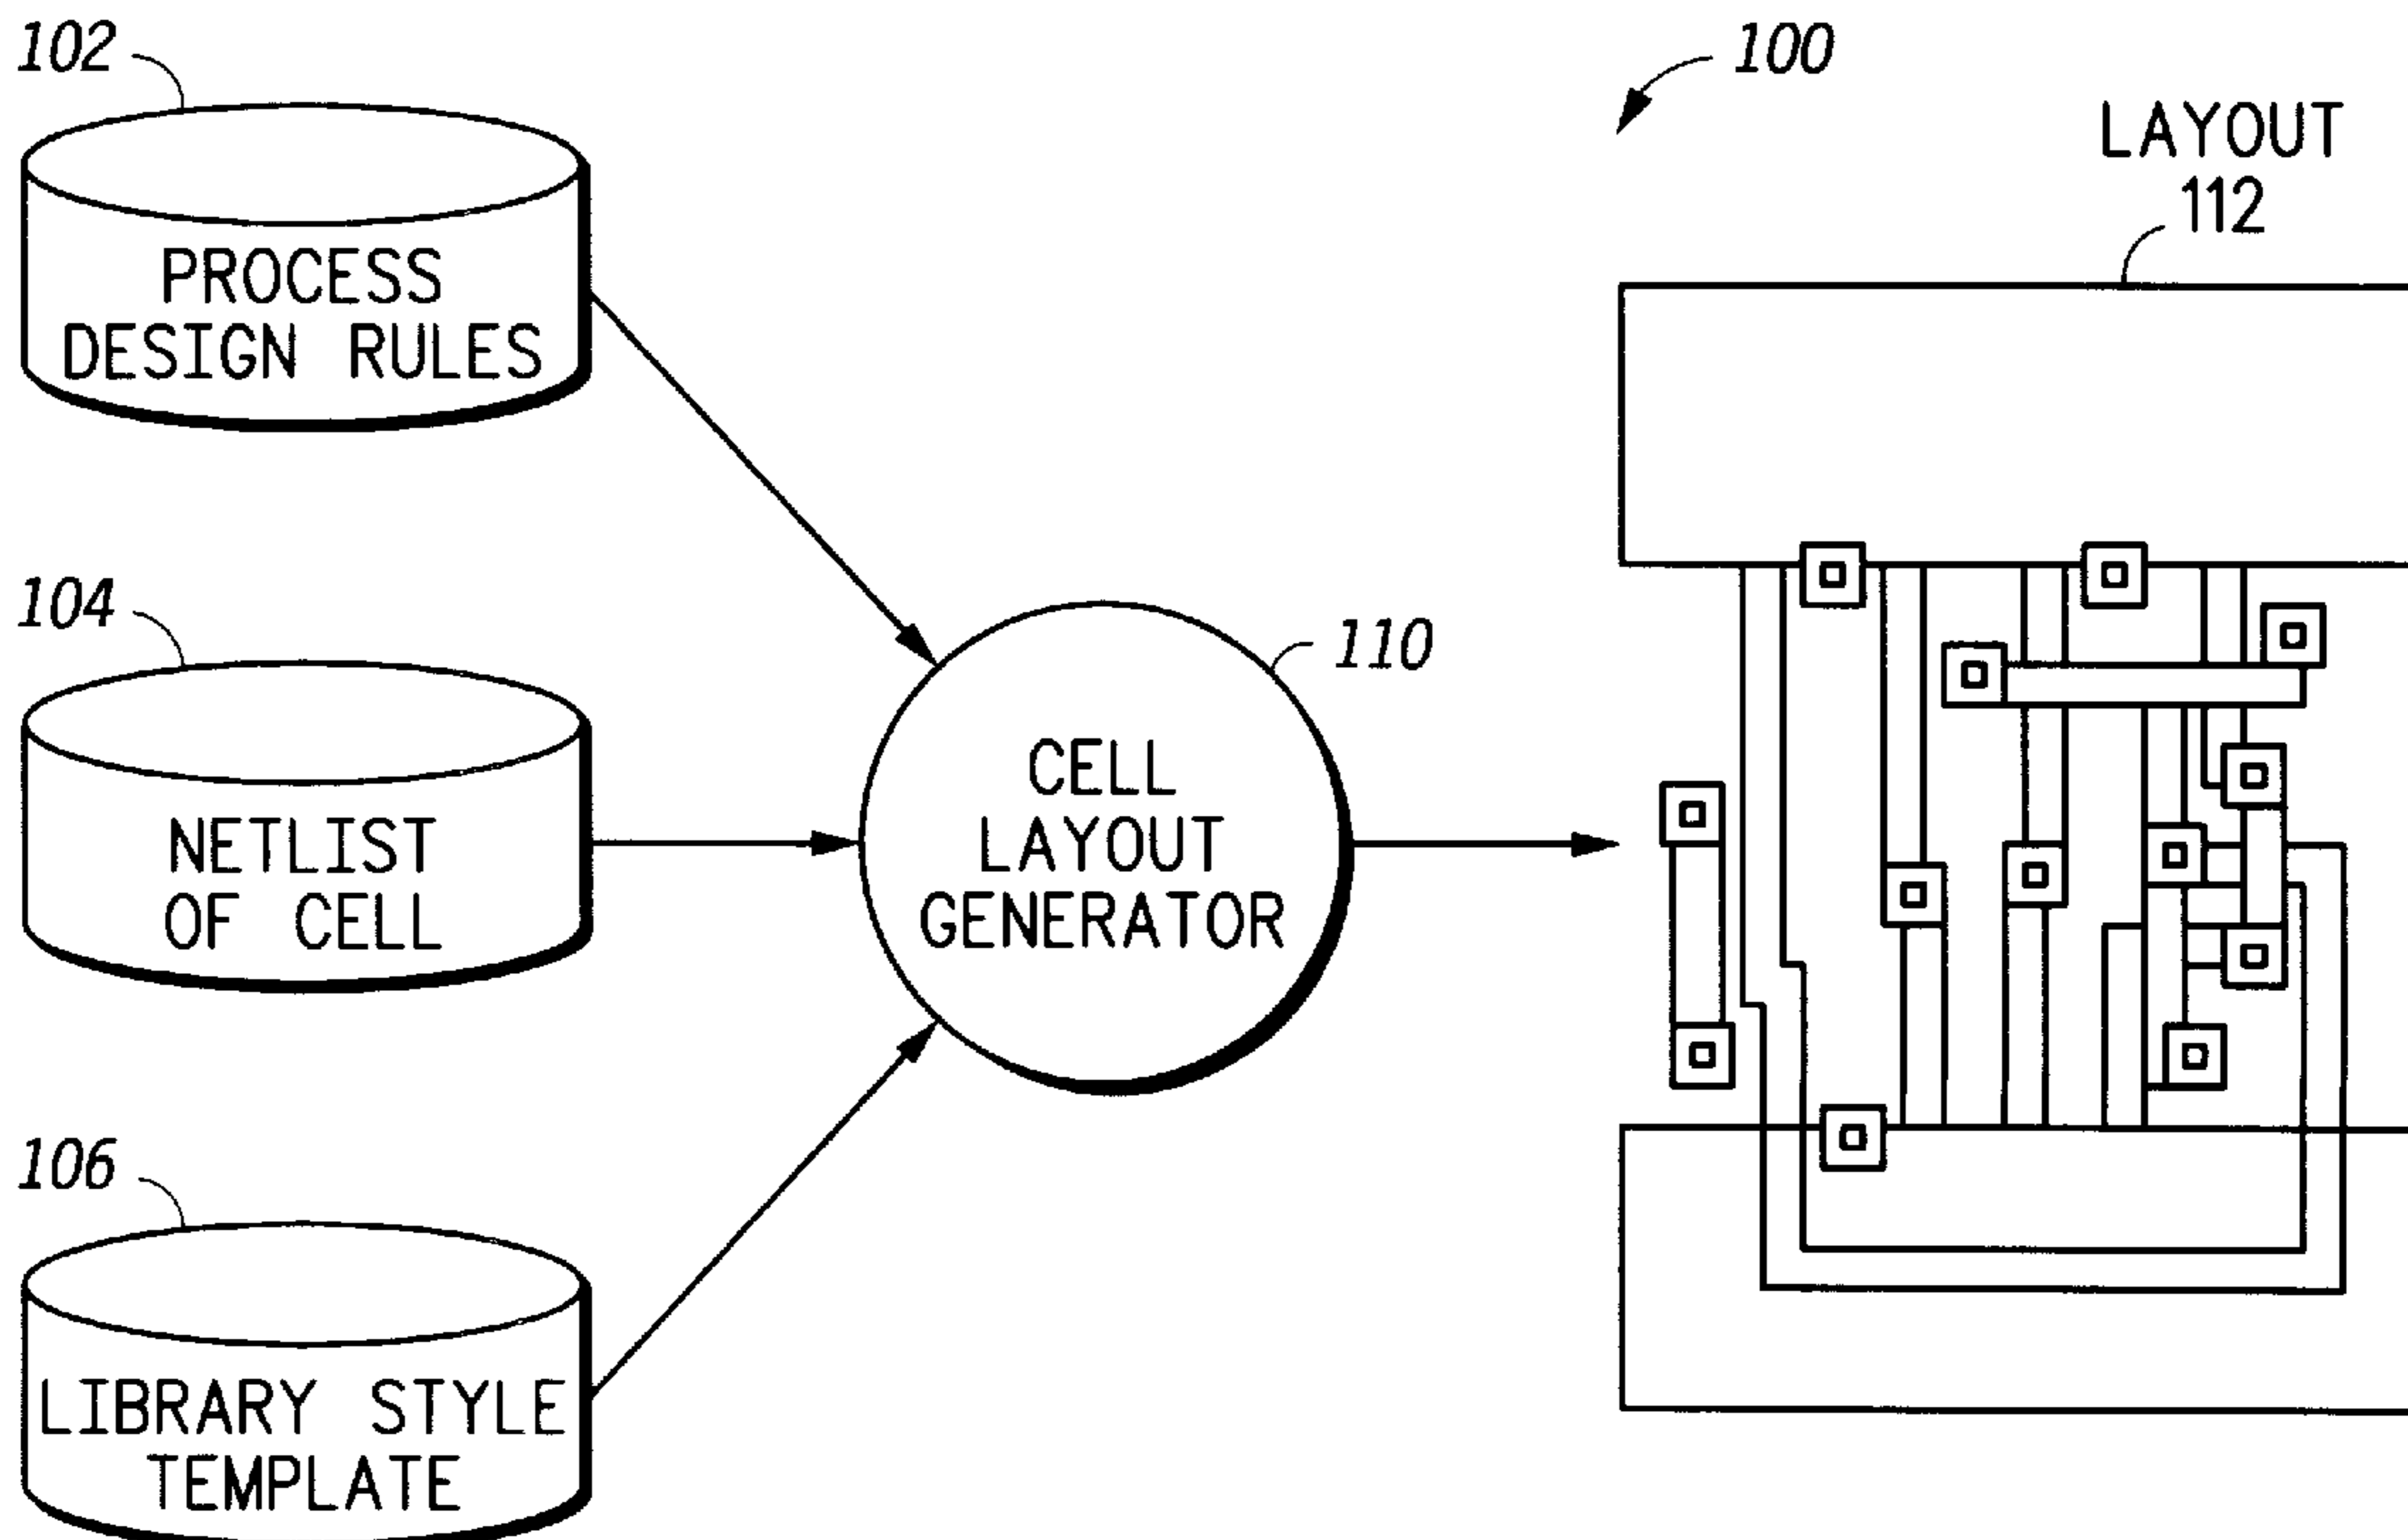 102
PROCESS
DESIGN RULES
104
NETLIST
OF CELL
106
LIBRARY STYLE
TEMPLATE
110
CELL
LAYOUT
GENERATOR
100
LAYOUT
112